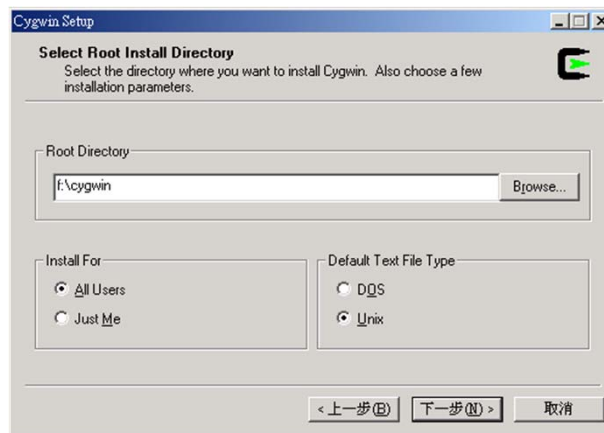 Cygwin Setup
Select Root Install Directory
Select the directory where you want to install Cygwin. Also choose a few
installation parameters.
Root Directory
f:\cygwin
Browse...
Install For
All Users
Just Me
Default Text File Type
DOS
Unix
<上一步(B)
下一步(N)>
取消